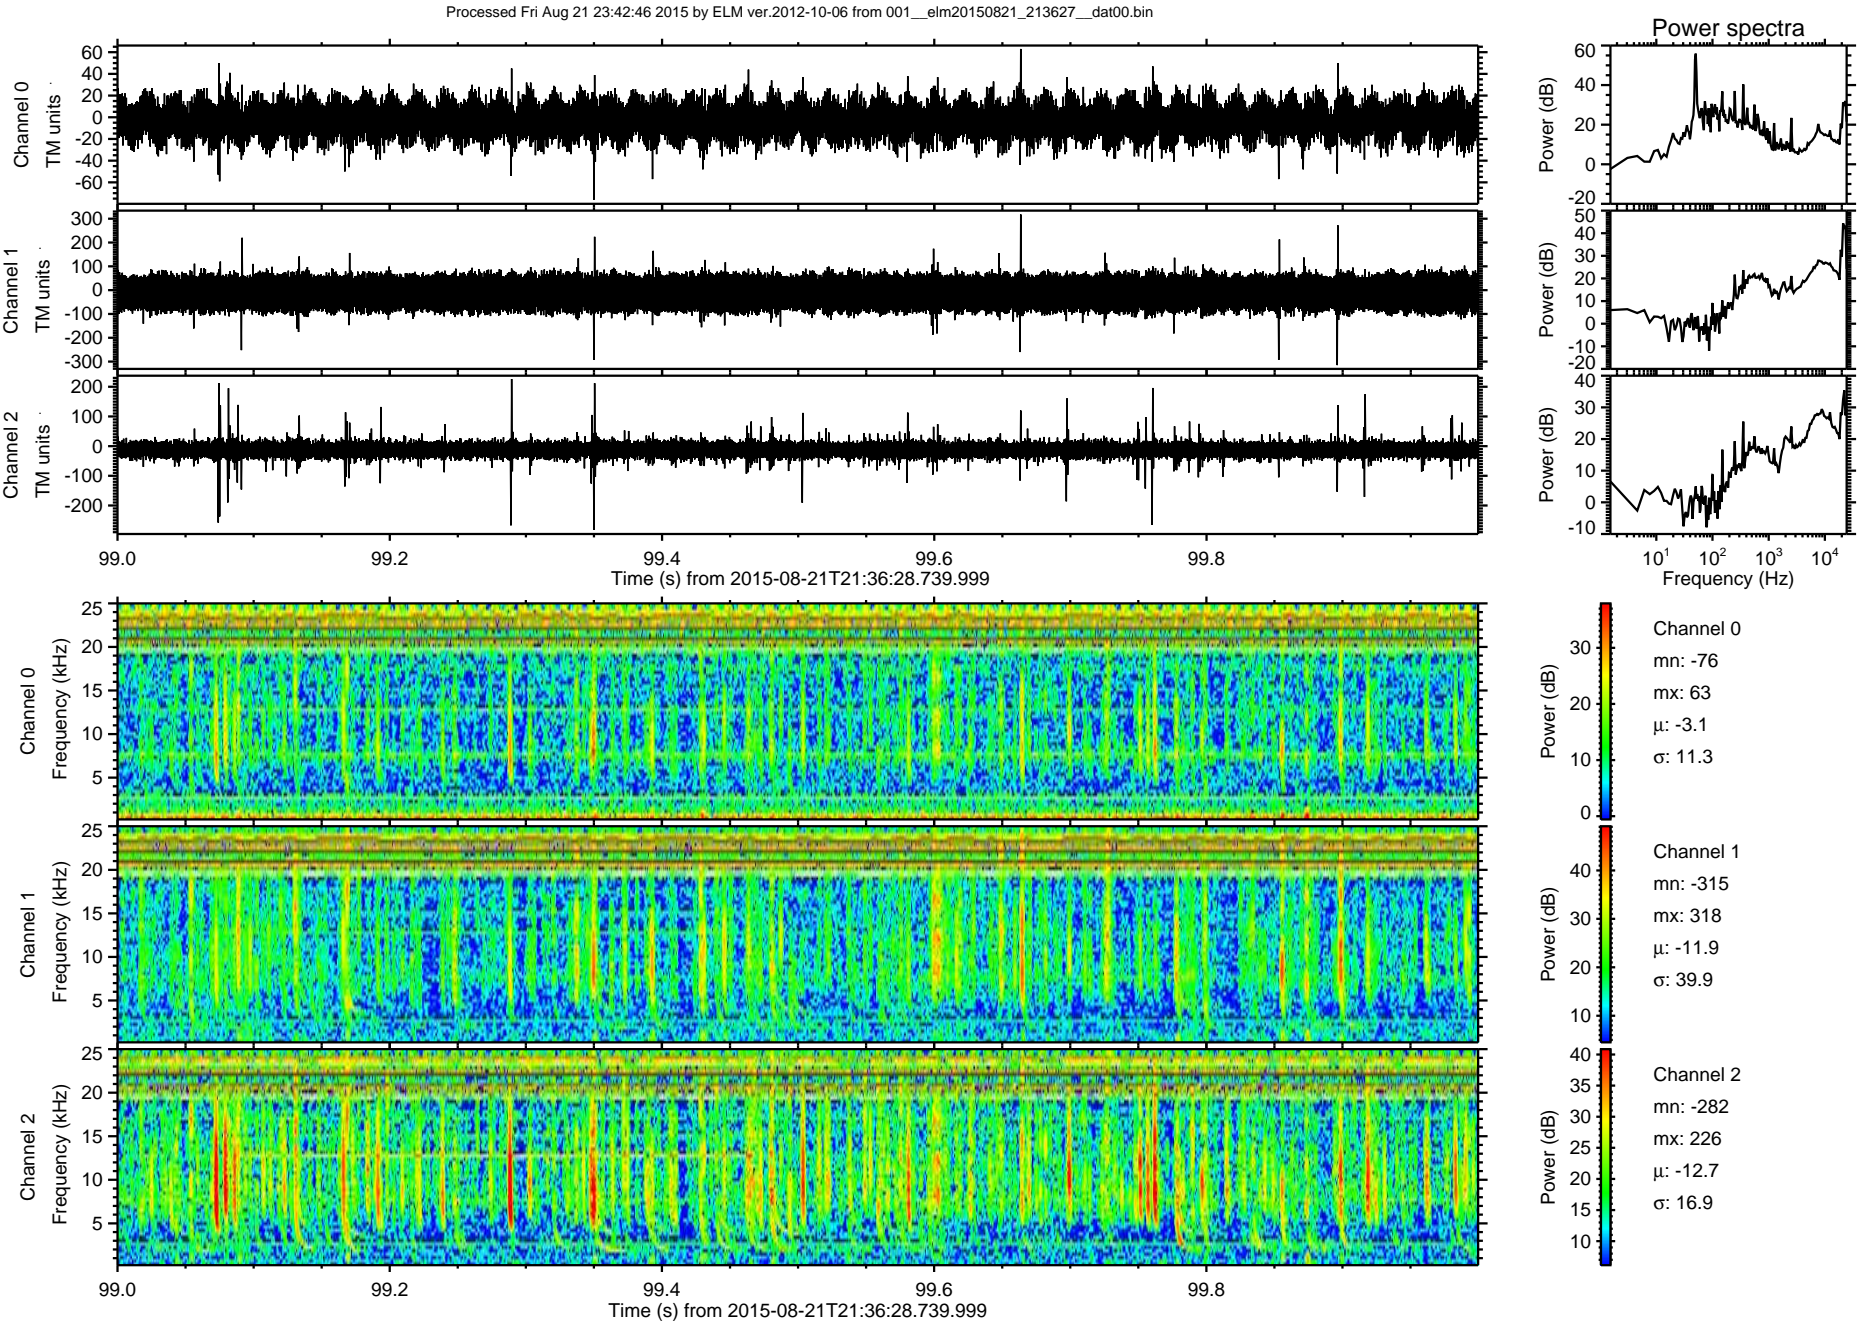 Processed Fri Aug 21 23:42:46 2015 by ELM ver.2012-10-06 from 001__elm20150821_213627__dat00.bin
Power spectra
Channel 0
TM units
60
40
20
0
-20
-40
-60
Power (dB)
60
40
20
0
-20
Channel 1
TM units
300
200
100
0
-100
-200
-300
Power (dB)
50
40
30
20
10
0
-10
-20
Channel 2
TM units
200
100
0
-100
-200
Power (dB)
40
30
20
10
0
-10
99.0 99.2 99.4 99.6 99.8
Time (s) from 2015-08-21T21:36:28.739.999
10^1 10^2 10^3 10^4
Frequency (Hz)
Channel 0
Frequency (kHz)
25
20
15
10
5
Power (dB)
30
20
10
0
Channel 0
mn: -76
mx: 63
μ: -3.1
σ: 11.3
Channel 1
Frequency (kHz)
25
20
15
10
5
Power (dB)
40
30
20
10
Channel 1
mn: -315
mx: 318
μ: -11.9
σ: 39.9
Channel 2
Frequency (kHz)
25
20
15
10
5
Power (dB)
40
35
30
25
20
15
10
Channel 2
mn: -282
mx: 226
μ: -12.7
σ: 16.9
99.0 99.2 99.4 99.6 99.8
Time (s) from 2015-08-21T21:36:28.739.999